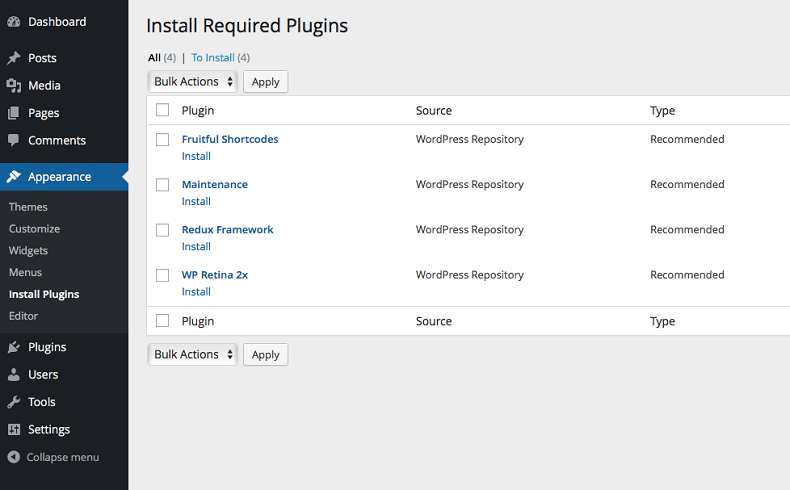 Dashboard
Posts
Media
Pages
Comments
Appearance
Themes
Customize
Widgets
Menus
Install Plugins
Editor
Plugins
Users
Tools
Settings
Collapse menu
Install Required Plugins
All (4) | To Install (4)
Bulk Actions Apply
Plugin Source Type
Fruitful Shortcodes WordPress Repository Recommended
Install
Maintenance WordPress Repository Recommended
Install
Redux Framework WordPress Repository Recommended
Install
WP Retina 2x WordPress Repository Recommended
Install
Plugin Source Type
Bulk Actions Apply